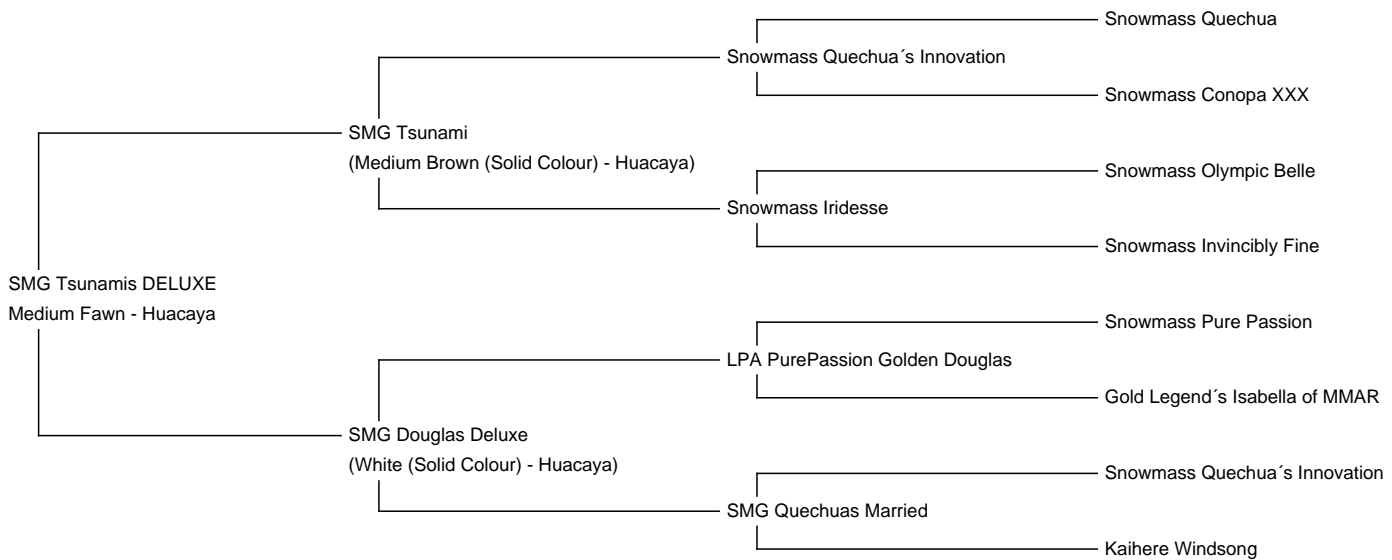 Snowmass Quechua
Snowmass Quechua´s Innovation
Snowmass Conopa XXX
SMG Tsunami
(Medium Brown (Solid Colour) - Huacaya)
Snowmass Olympic Belle
Snowmass Iridesse
Snowmass Invincibly Fine
SMG Tsunamis DELUXE
Medium Fawn - Huacaya
Snowmass Pure Passion
LPA PurePassion Golden Douglas
Gold Legend´s Isabella of MMAR
SMG Douglas Deluxe
(White (Solid Colour) - Huacaya)
Snowmass Quechua´s Innovation
SMG Quechuas Married
Kaihere Windsong